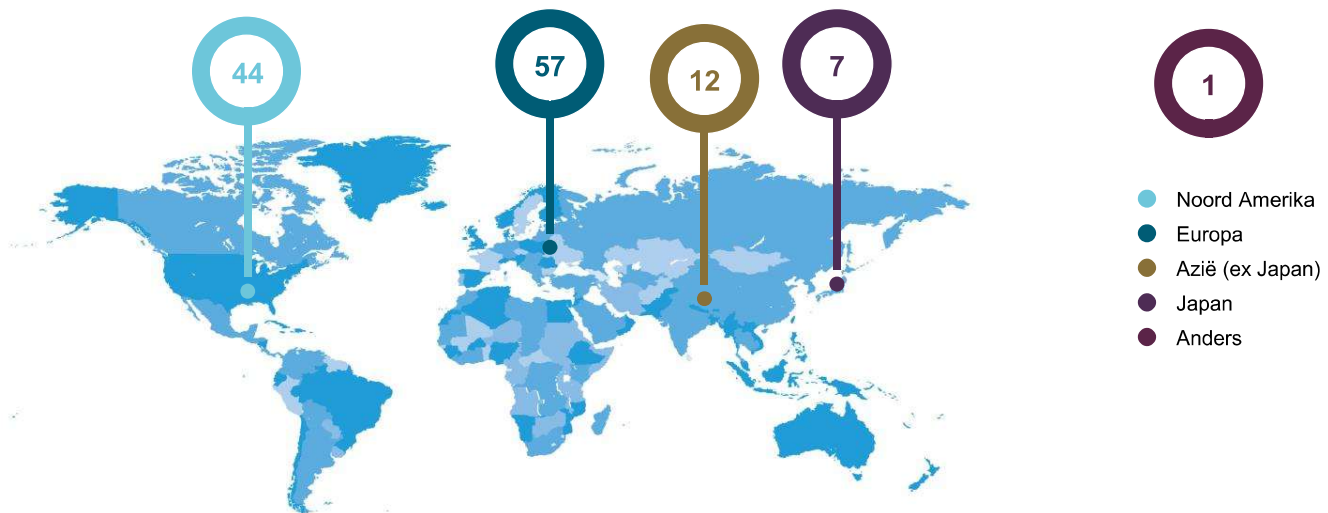 44
57
12
7
1
Noord Amerika
Europa
Azië (ex Japan)
Japan
Anders